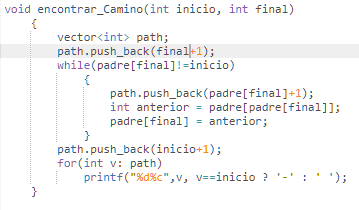 void encontrar_Camino(int inicio, int final)
{
vector<int> path;
path.push_back(final+1);
while(padre[final]!=inicio)
{
path.push_back(padre[final]+1);
int anterior = padre[padre[final]];
padre[final] = anterior;
}
path.push_back(inicio+1);
for(int v: path)
printf("%d%c",v, v==inicio ? '-' : ' ');
}